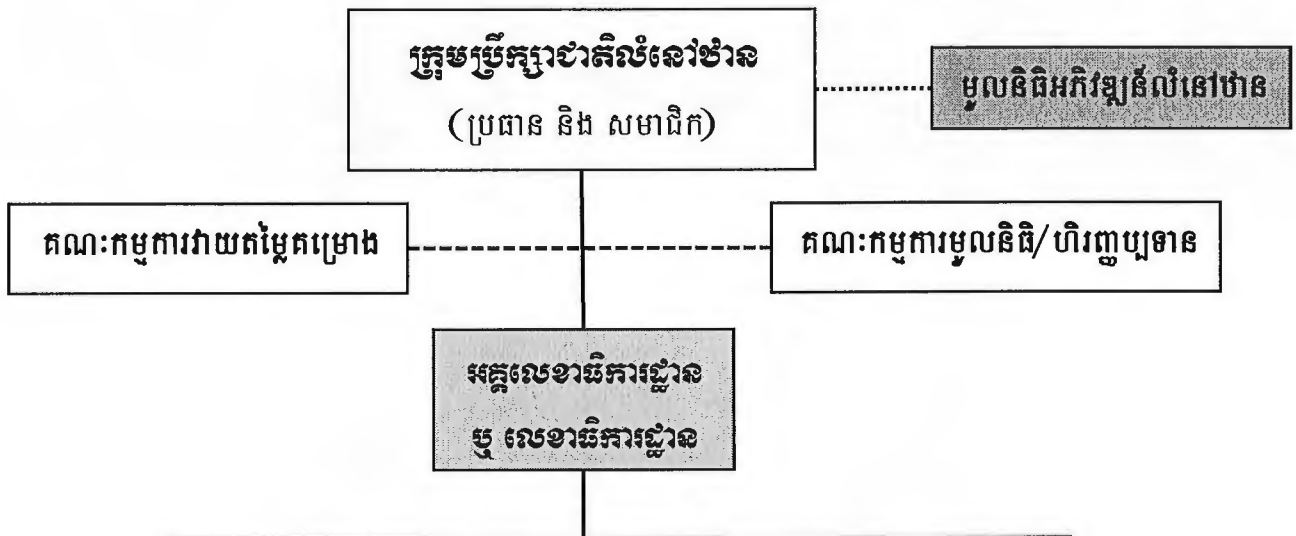 ក្រុមប្រឹក្សាជាតិលំនៅឋាន
(ប្រធាន និង សមាជិក)
មូលនិធិអភិវឌ្ឍន៍លំនៅឋាន
គណៈកម្មការវាយតម្លៃគម្រោង
គណៈកម្មការមូលនិធិ/ហិរញ្ញប្បទាន
អគ្គលេខាធិការដ្ឋាន
ឬ លេខាធិការដ្ឋាន